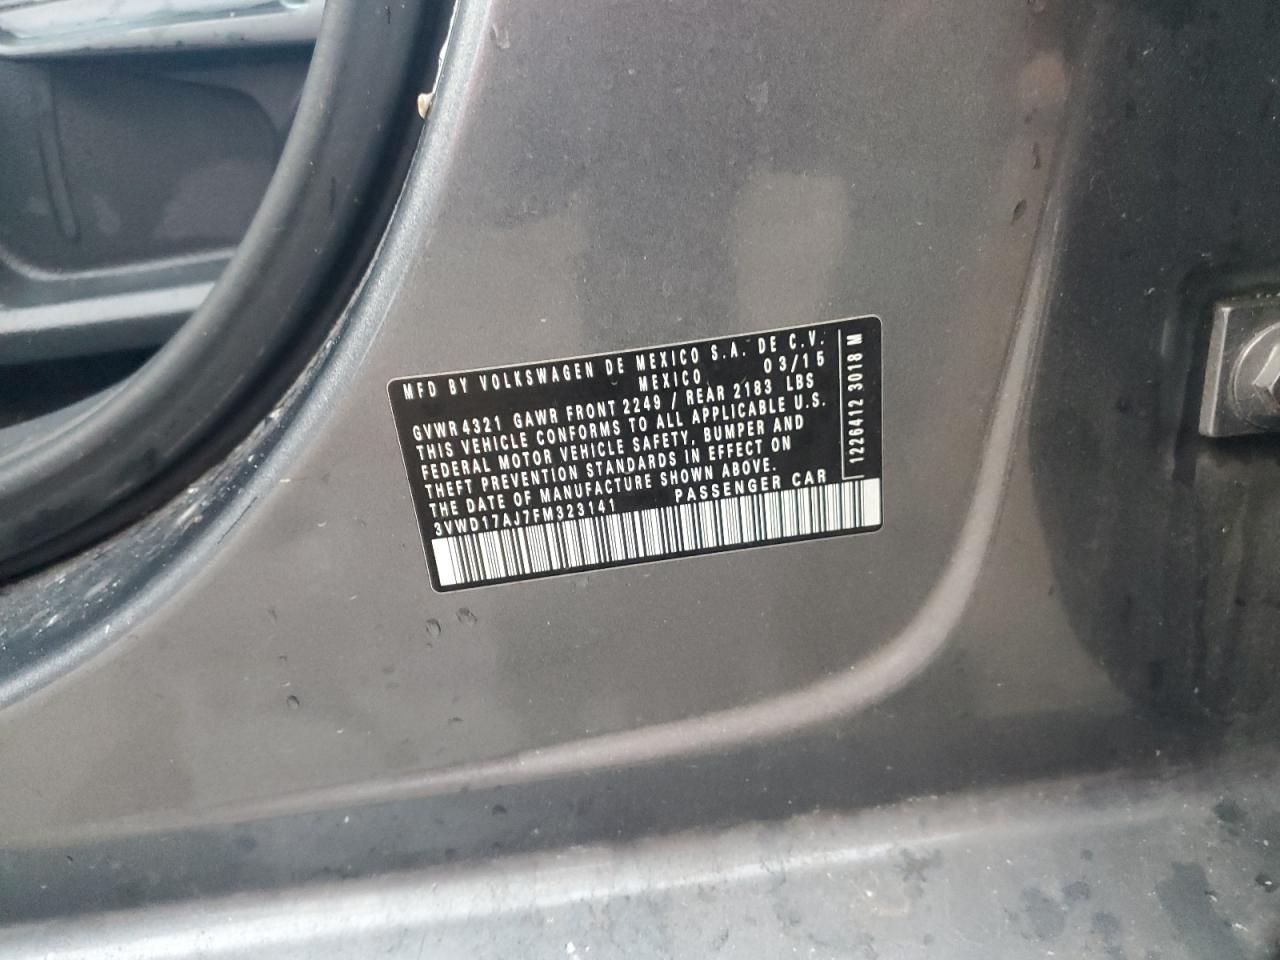 MFD BY VOLKSWAGEN DE MEXICO S.A. DE C.V.
MEXICO 03/15
GVWR 4321 GAWR FRONT 2249 / REAR 2183 LBS
THIS VEHICLE CONFORMS TO ALL APPLICABLE U.S.
FEDERAL MOTOR VEHICLE SAFETY, BUMPER AND
THEFT PREVENTION STANDARDS IN EFFECT ON
THE DATE OF MANUFACTURE SHOWN ABOVE.
3VWD17AJ7FM323141 PASSENGER CAR
1226412 3018 M